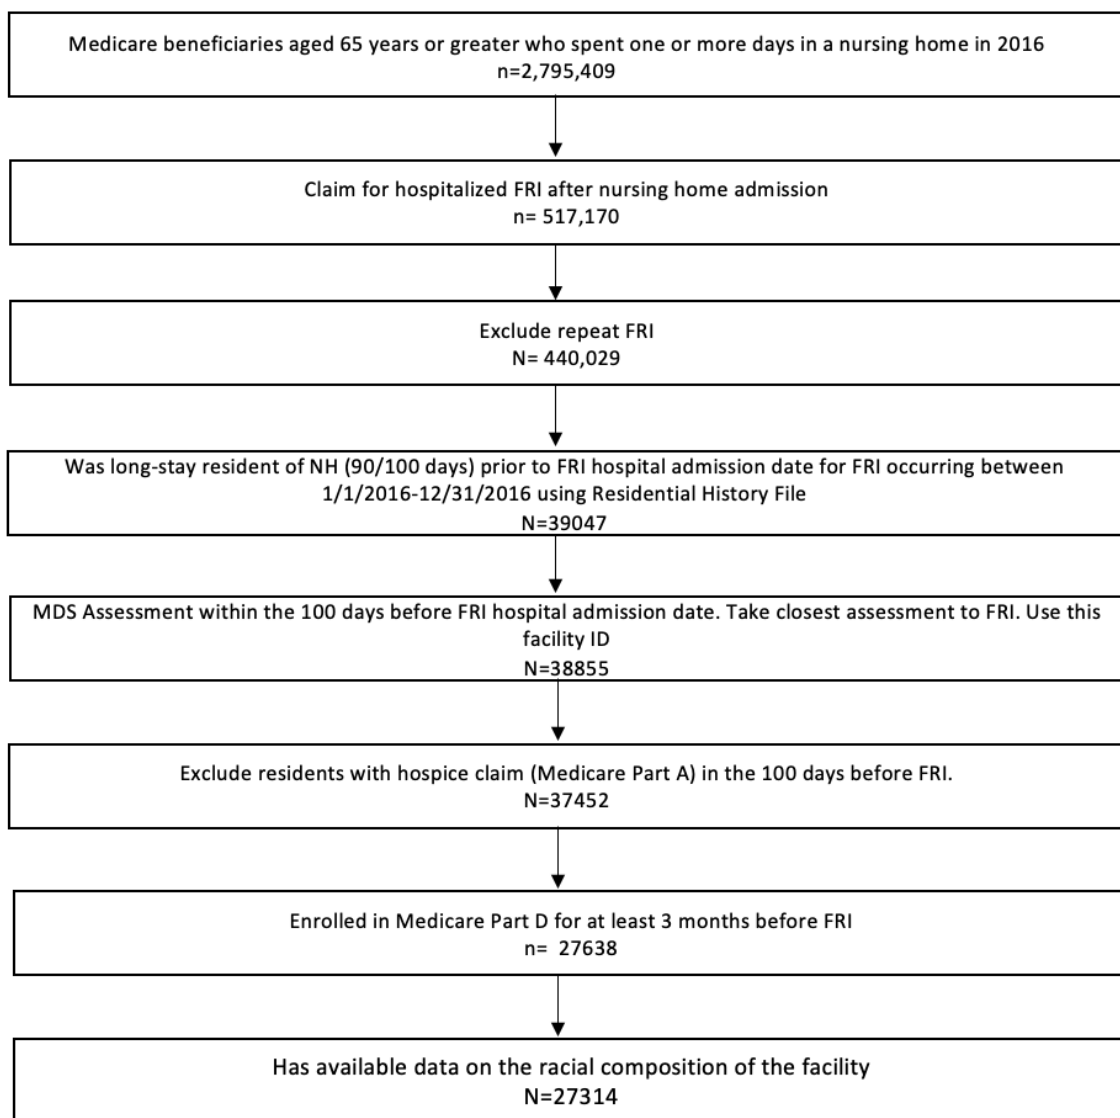 Medicare beneficiaries aged 65 years or greater who spent one or more days in a nursing home in 2016
n=2,795,409
Claim for hospitalized FRI after nursing home admission
n= 517,170
Exclude repeat FRI
N= 440,029
Was long-stay resident of NH (90/100 days) prior to FRI hospital admission date for FRI occurring between
1/1/2016-12/31/2016 using Residential History File
N=39047
MDS Assessment within the 100 days before FRI hospital admission date. Take closest assessment to FRI. Use this
facility ID
N=38855
Exclude residents with hospice claim (Medicare Part A) in the 100 days before FRI.
N=37452
Enrolled in Medicare Part D for at least 3 months before FRI
n= 27638
Has available data on the racial composition of the facility
N=27314